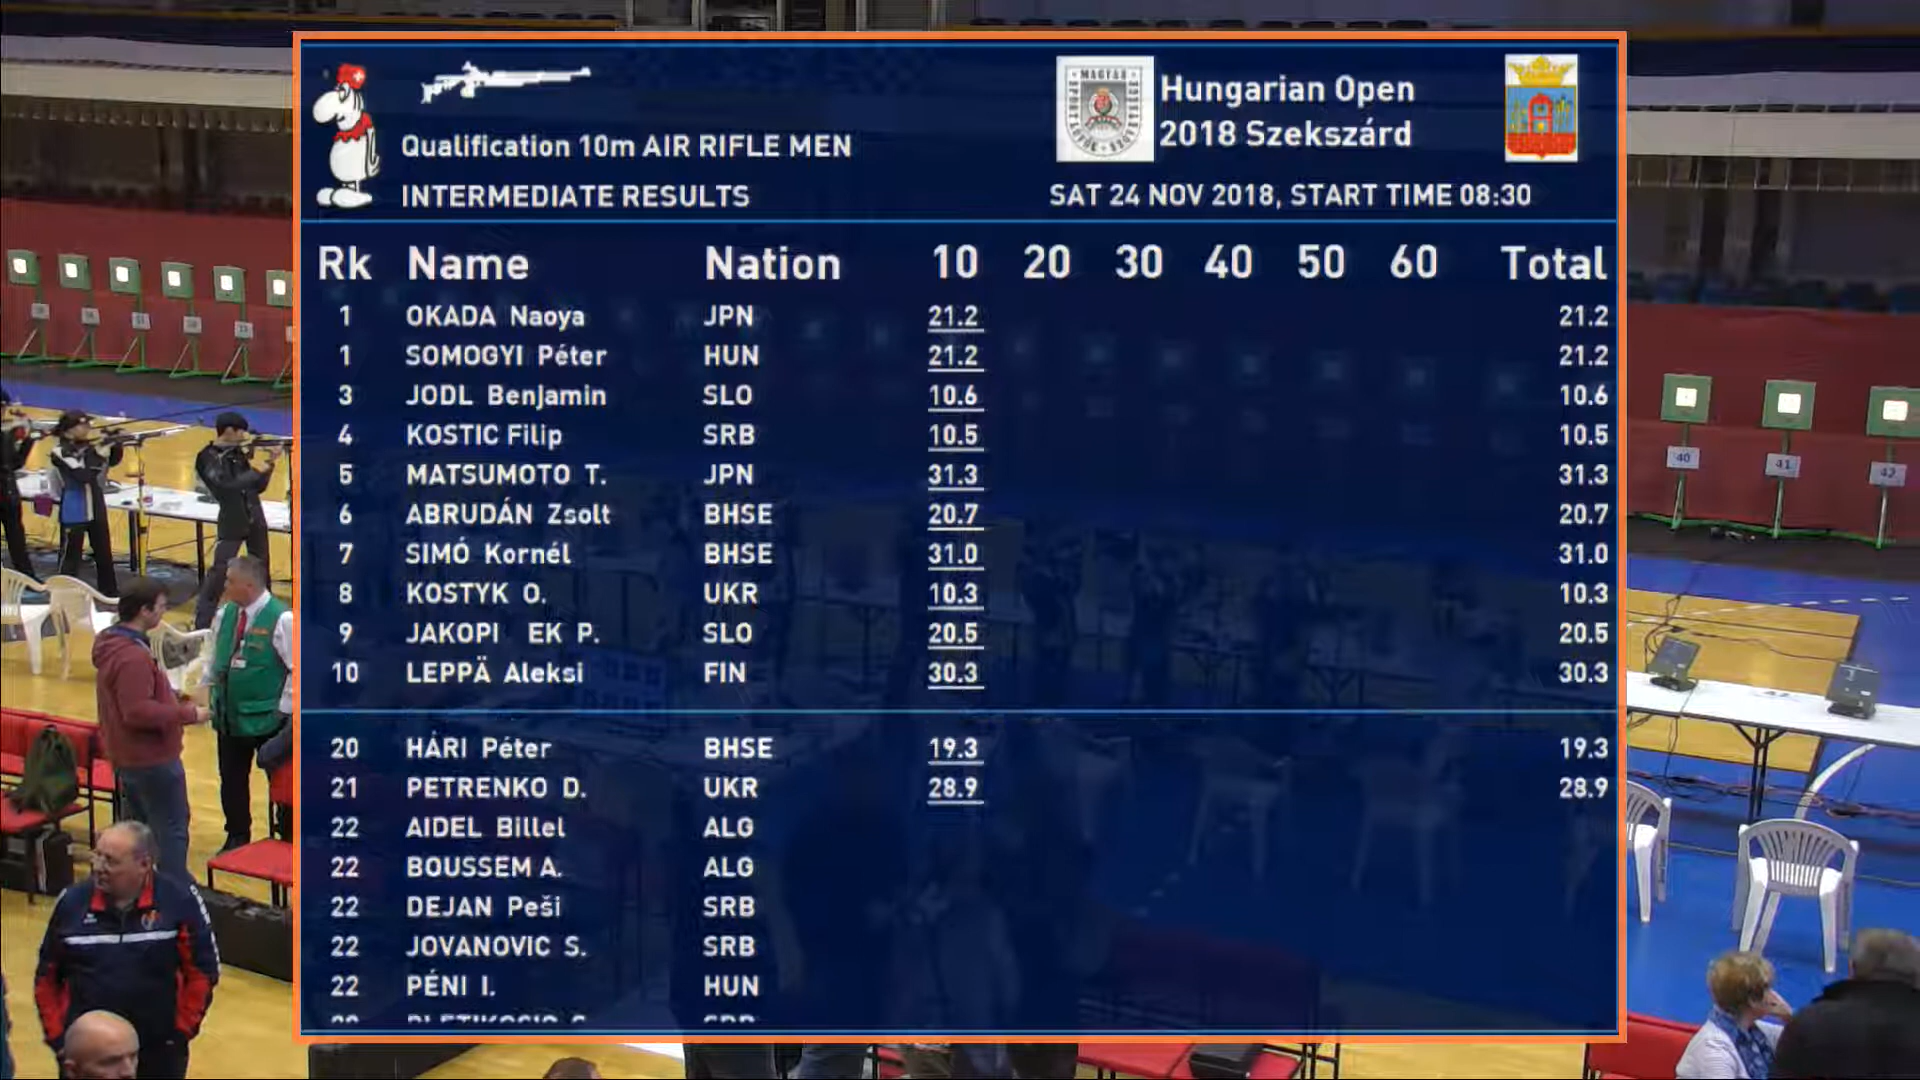 Hungarian Open
2018 Szekszárd
Qualification 10m AIR RIFLE MEN
INTERMEDIATE RESULTS
SAT 24 NOV 2018, START TIME 08:30
Rk Name Nation 10 20 30 40 50 60 Total
1 OKADA Naoya JPN 21.2 21.2
1 SOMOGYI Péter HUN 21.2 21.2
3 JODL Benjamin SLO 10.6 10.6
4 KOSTIC Filip SRB 10.5 10.5
5 MATSUMOTO T. JPN 31.3 31.3
6 ABRUDÁN Zsolt BHSE 20.7 20.7
7 SIMÓ Kornél BHSE 31.0 31.0
8 KOSTYK O. UKR 10.3 10.3
9 JAKOPI EK P. SLO 20.5 20.5
10 LEPPÄ Aleksi FIN 30.3 30.3
20 HÁRI Péter BHSE 19.3 19.3
21 PETRENKO D. UKR 28.9 28.9
22 AIDEL Billel ALG
22 BOUSSEM A. ALG
22 DEJAN Peši SRB
22 JOVANOVIC S. SRB
22 PÉNI I. HUN
40
41
42